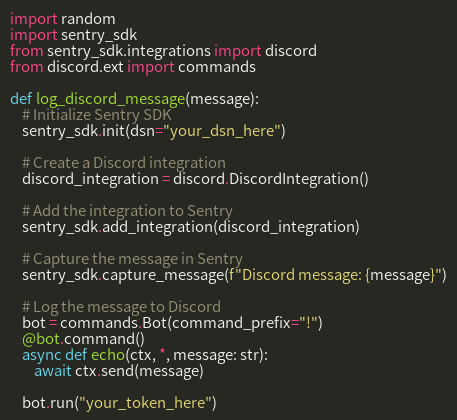 import random
import sentry_sdk
from sentry_sdk.integrations import discord
from discord.ext import commands

def log_discord_message(message):
    # Initialize Sentry SDK
    sentry_sdk.init(dsn="your_dsn_here")

    # Create a Discord integration
    discord_integration = discord.DiscordIntegration()

    # Add the integration to Sentry
    sentry_sdk.add_integration(discord_integration)

    # Capture the message in Sentry
    sentry_sdk.capture_message(f"Discord message: {message}")

    # Log the message to Discord
    bot = commands.Bot(command_prefix="!")
    @bot.command()
    async def echo(ctx, *, message: str):
        await ctx.send(message)

    bot.run("your_token_here")